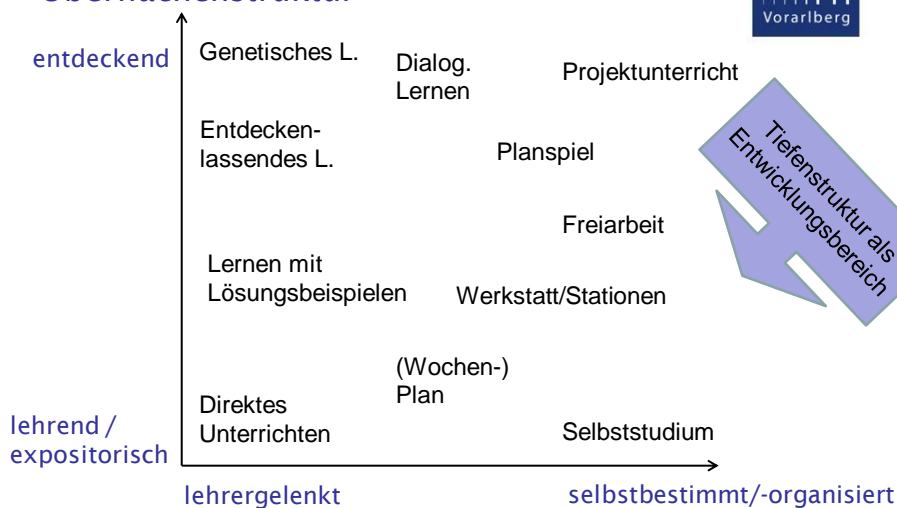 Oberflächenstruktur
Vorarlberg
entdeckend
Genetisches L.
Dialog.
Lernen
Projektunterricht
Entdecken-
lassendes L.
Planspiel
Tiefenstruktur als
Entwicklungsbereich
Freiarbeit
Lernen mit
Lösungsbeispielen
Werkstatt/Stationen
(Wochen-)
Plan
Direktes
Unterrichten
Selbststudium
lehrend /
expositorisch
lehrergelenkt
selbstbestimmt/-organisiert